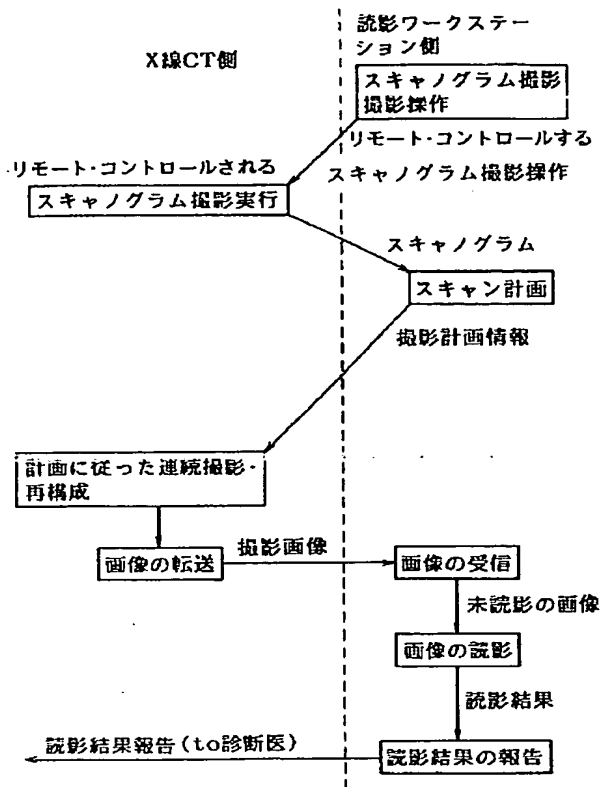 読影ワークステー
ション側
X線CT側
スキャノグラム撮影
撮影操作
リモート・コントロールする
リモート・コントロールされる
スキャノグラム撮影操作
スキャノグラム撮影実行
スキャノグラム
スキャン計画
撮影計画情報
計画に従った連続撮影・
再構成
撮影画像
画像の転送
画像の受信
未読影の画像
画像の読影
読影結果
読影結果報告(to診断医)
読影結果の報告